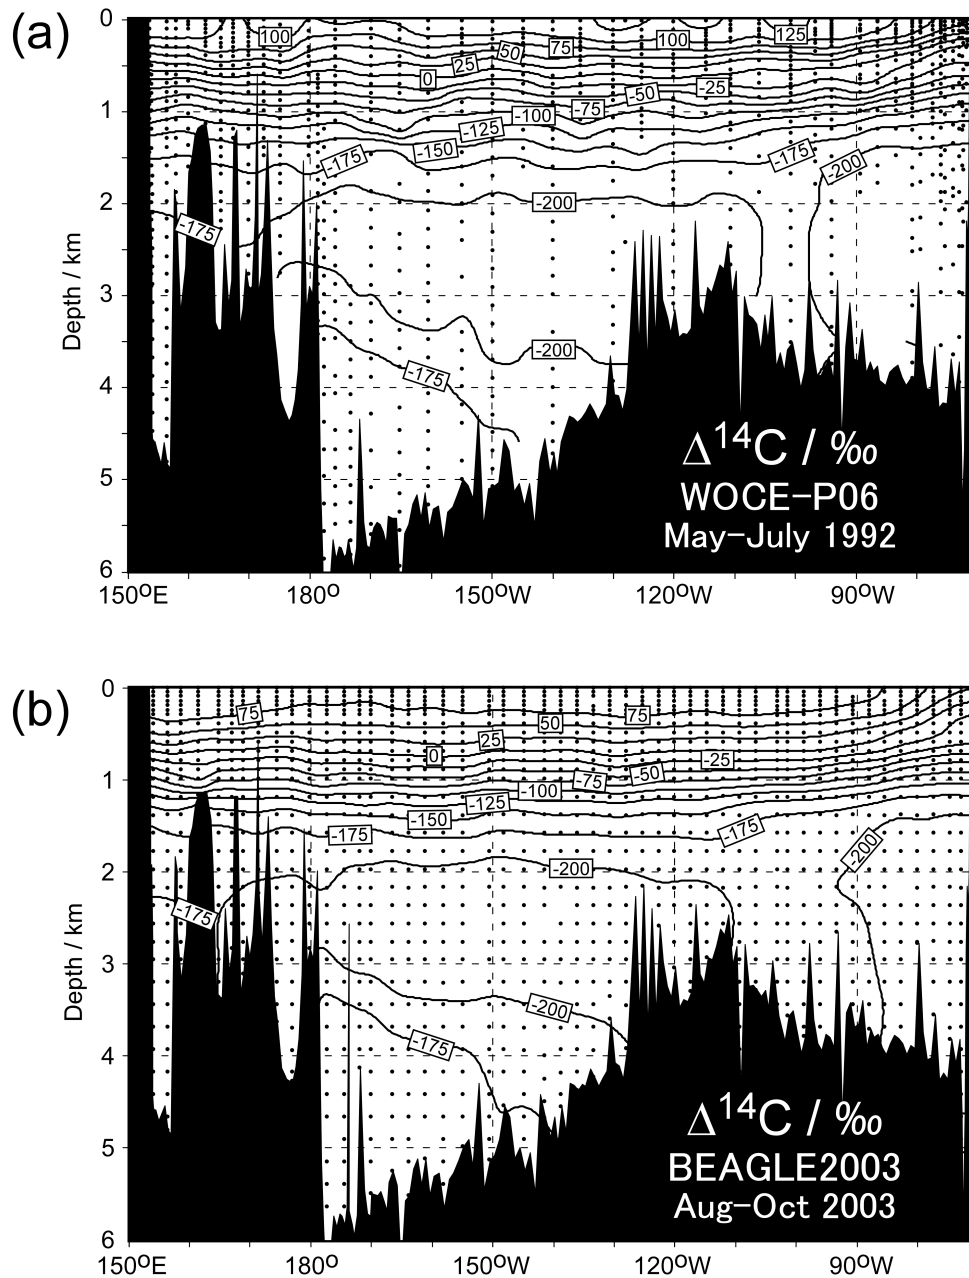 (a)
0
1
2
3
4
5
6
Depth / km
100
75
100
125
50
25
0
-25
-50
-75
-100
-125
-150
-175
-175
-200
-200
-175
-200
-175
Δ¹⁴C / ‰
WOCE-P06
May-July 1992
150ºE
180º
150ºW
120ºW
90ºW
(b)
0
1
2
3
4
5
6
Depth / km
75
75
50
25
0
-25
-50
-75
-100
-125
-150
-175
-175
-200
-200
-175
-200
-175
Δ¹⁴C / ‰
BEAGLE2003
Aug-Oct 2003
150ºE
180º
150ºW
120ºW
90ºW